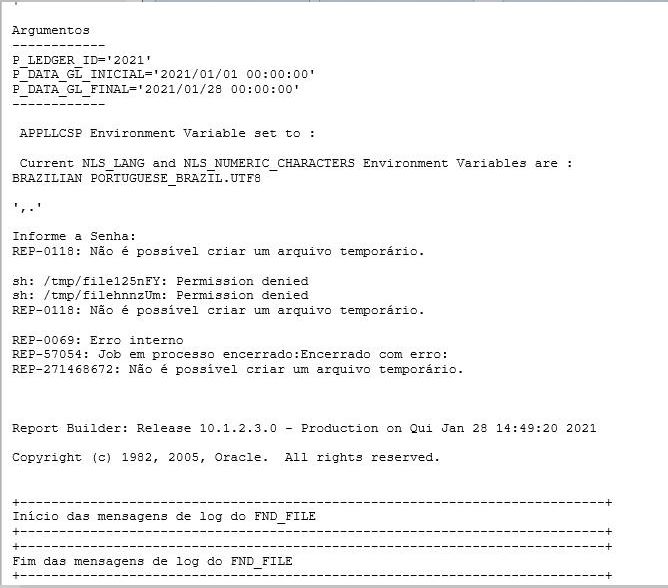 Argumentos
------------
P_LEDGER_ID='2021'
P_DATA_GL_INICIAL='2021/01/01 00:00:00'
P_DATA_GL_FINAL='2021/01/28 00:00:00'
------------
APPLLCSP Environment Variable set to :
Current NLS_LANG and NLS_NUMERIC_CHARACTERS Environment Variables are :
BRAZILIAN PORTUGUESE_BRAZIL.UTF8
',.'
Informe a Senha:
REP-0118: Não é possível criar um arquivo temporário.
sh: /tmp/file125nFY: Permission denied
sh: /tmp/filehnnzUm: Permission denied
REP-0118: Não é possível criar um arquivo temporário.
REP-0069: Erro interno
REP-57054: Job em processo encerrado:Encerrado com erro:
REP-271468672: Não é possível criar um arquivo temporário.
Report Builder: Release 10.1.2.3.0 - Production on Qui Jan 28 14:49:20 2021
Copyright (c) 1982, 2005, Oracle.  All rights reserved.
+---------------------------------------------------------------------------+
Início das mensagens de log do FND_FILE
+---------------------------------------------------------------------------+
+---------------------------------------------------------------------------+
Fim das mensagens de log do FND_FILE
+---------------------------------------------------------------------------+